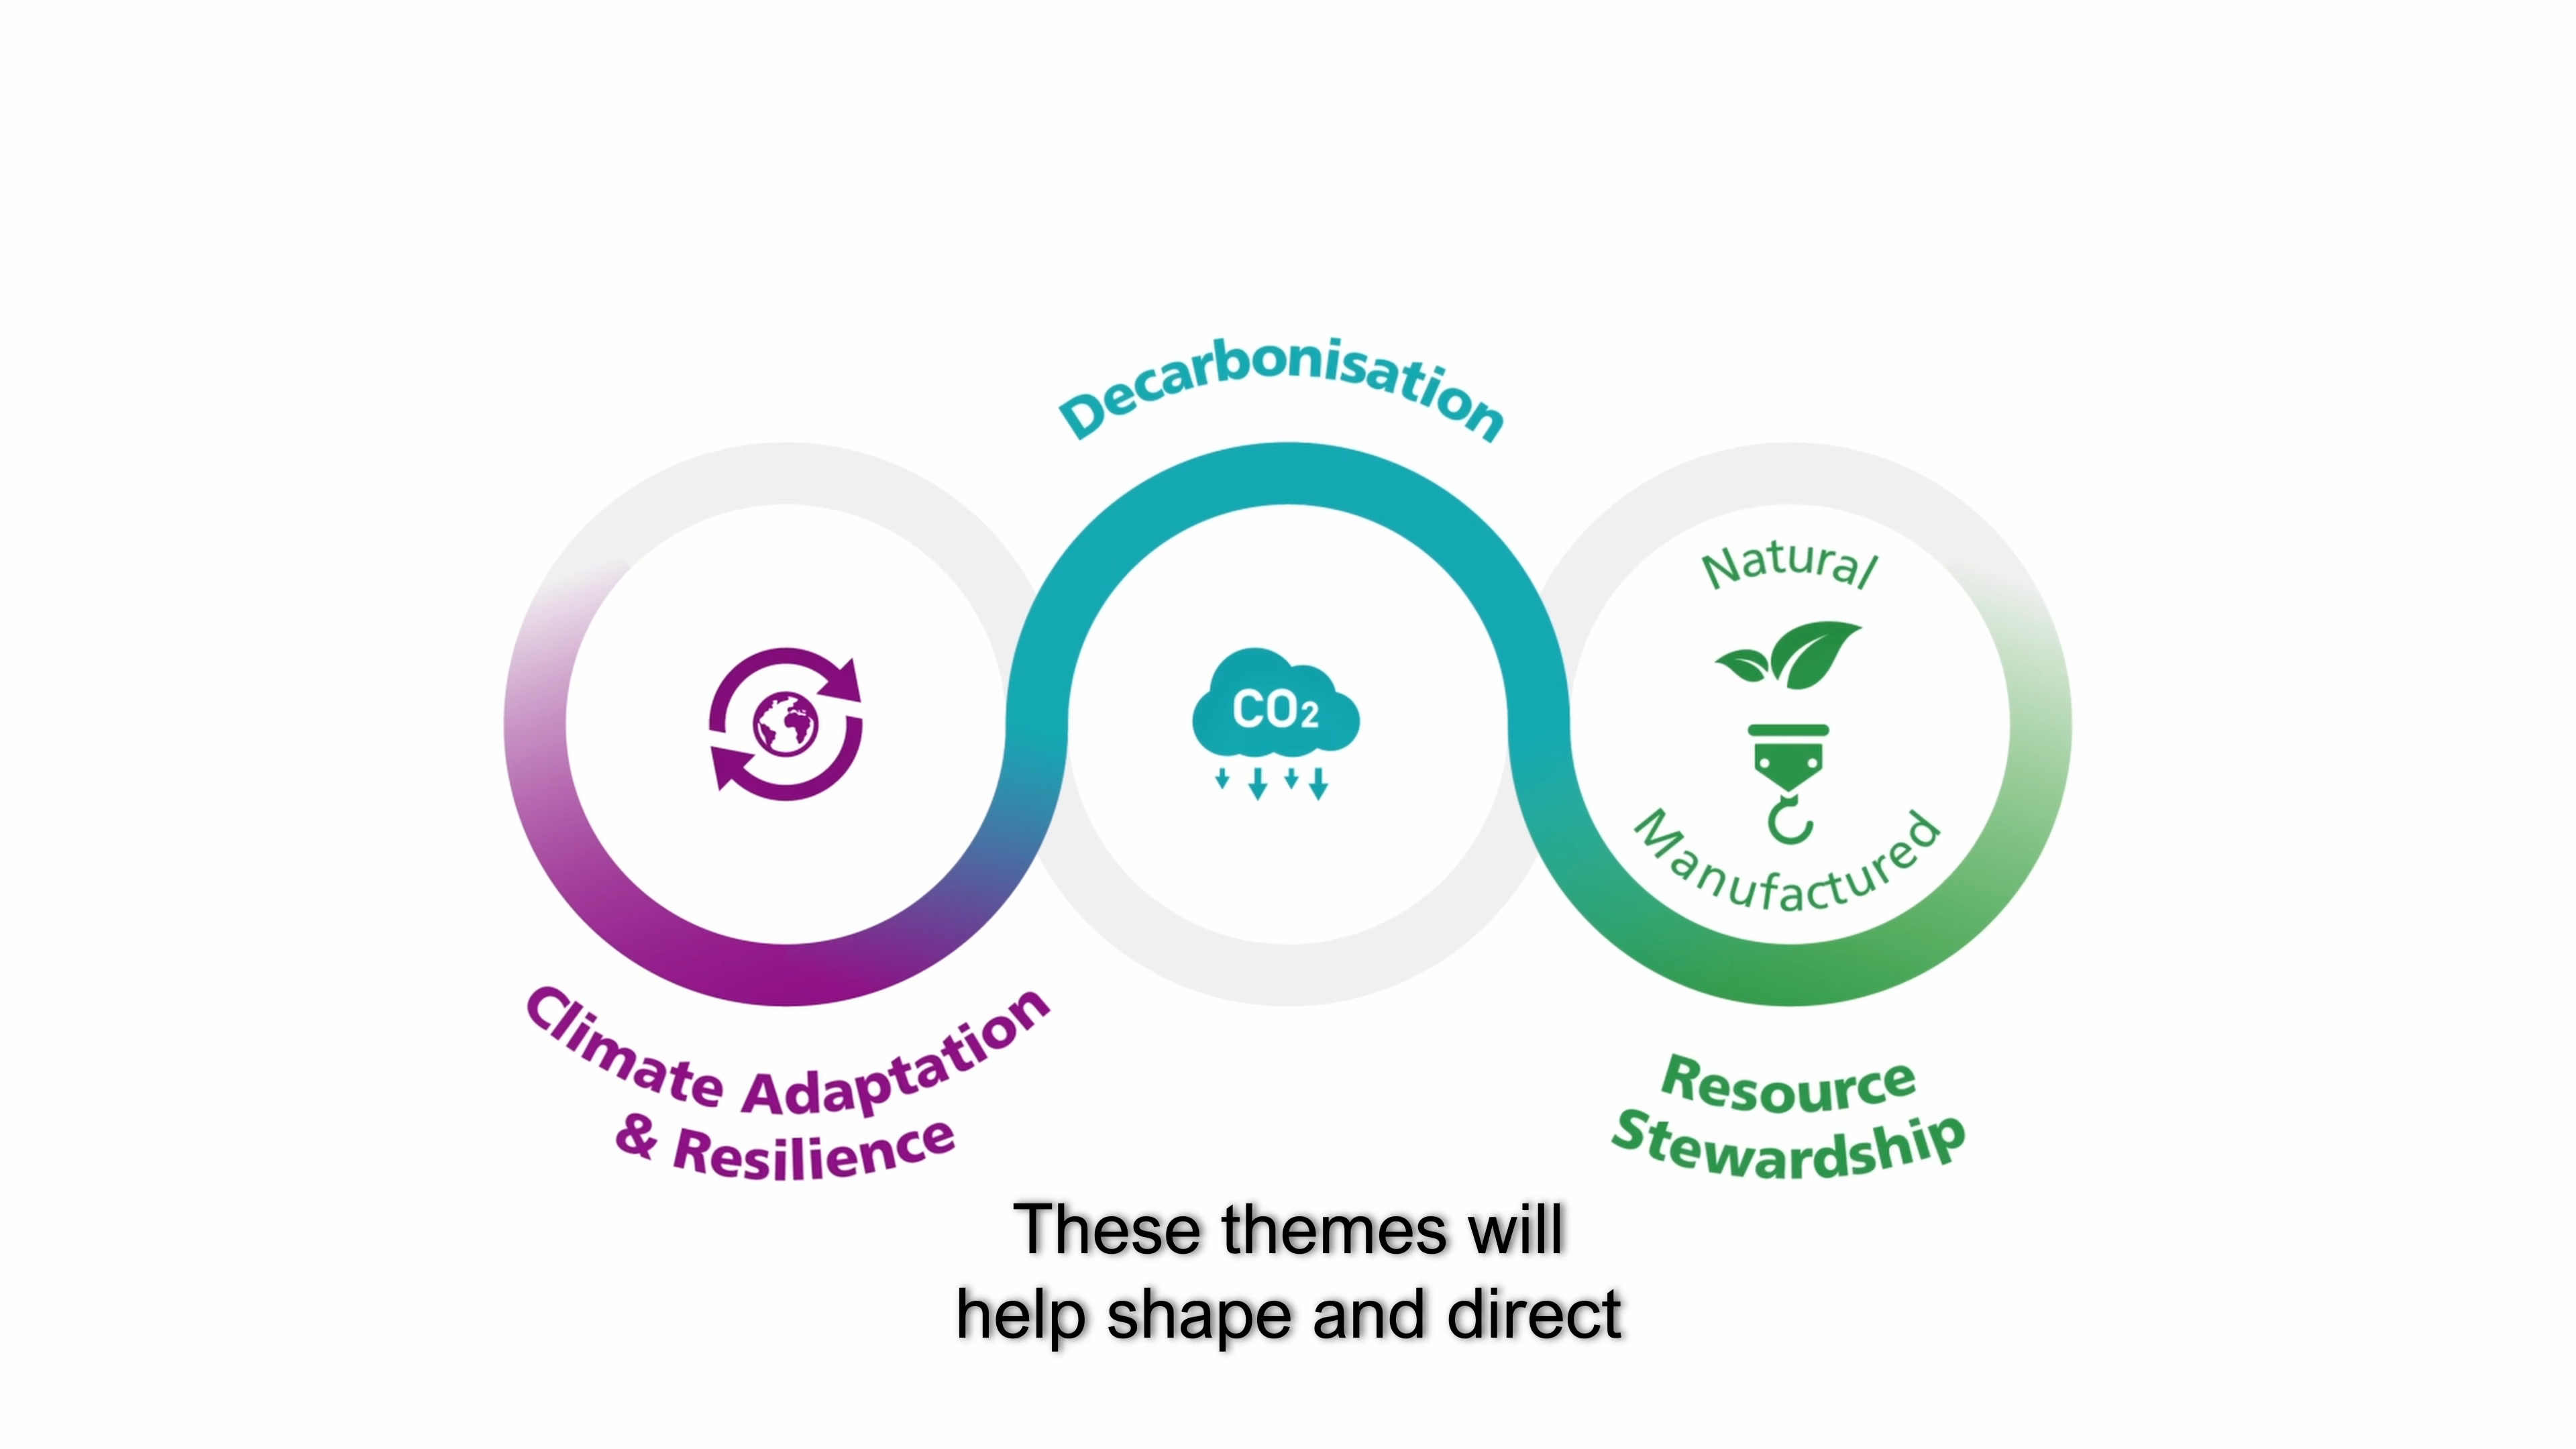 Decarbonisation
CO₂
Natural
Manufactured
Climate Adaptation
& Resilience
Resource
Stewardship
These themes will
help shape and direct